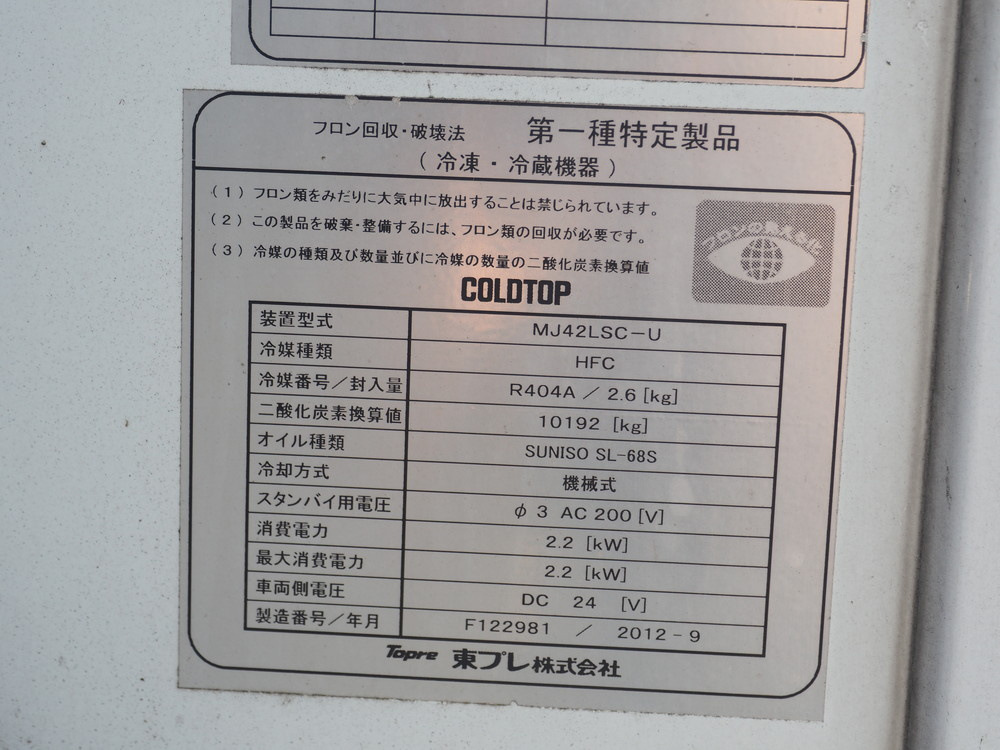 フロン回収・破壊法 第一種特定製品
(冷凍・冷蔵機器)
(1) フロン類をみだりに大気中に放出することは禁じられています。
(2) この製品を破棄・整備するには、フロン類の回収が必要です。
(3) 冷媒の種類及び数量並びに冷媒の数量の二酸化炭素換算値
フロンの見える化
COLDTOP
装置型式 MJ42LSC-U
冷媒種類 HFC
冷媒番号/封入量 R404A / 2.6 [kg]
二酸化炭素換算値 10192 [kg]
オイル種類 SUNISO SL-68S
冷却方式 機械式
スタンバイ用電圧 φ3 AC 200 [V]
消費電力 2.2 [kW]
最大消費電力 2.2 [kW]
車両側電圧 DC 24 [V]
製造番号/年月 F122981 / 2012-9
Topre 東プレ株式会社